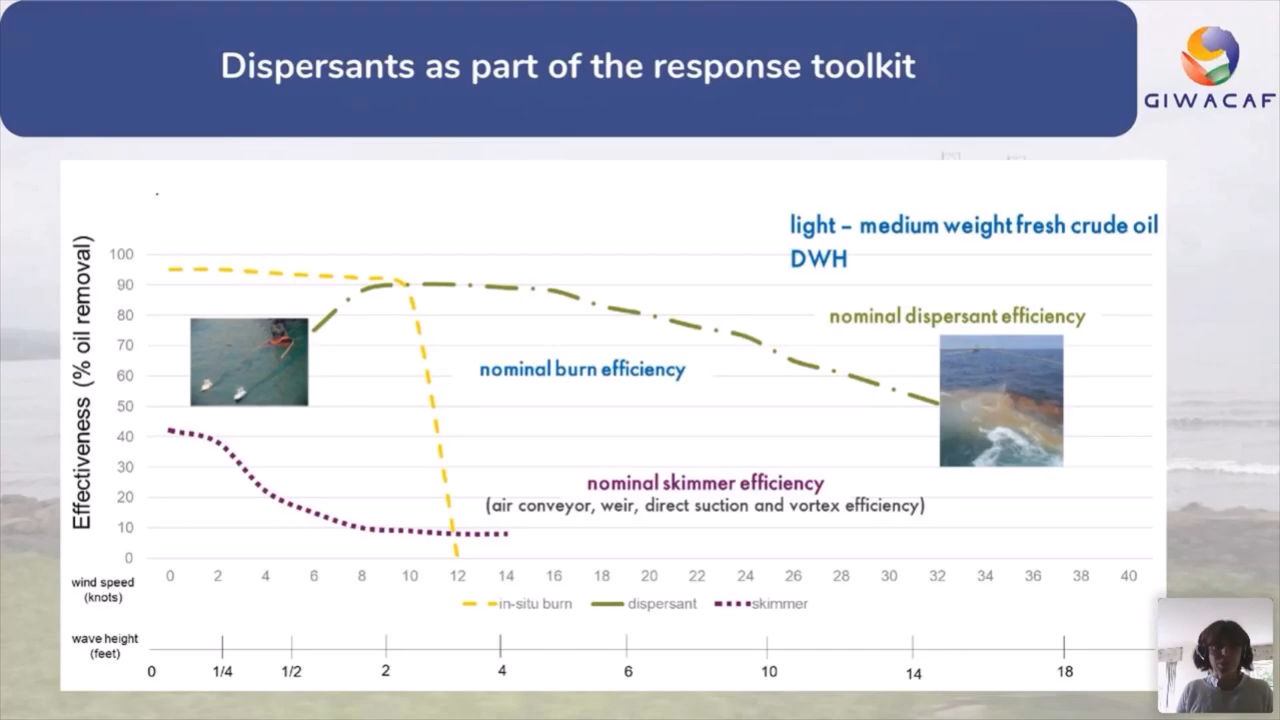 Dispersants as part of the response toolkit
GIWACAF
light – medium weight fresh crude oil
DWH
Effectiveness (% oil removal)
100
90
80
70
60
50
40
30
20
10
0
nominal dispersant efficiency
nominal burn efficiency
nominal skimmer efficiency
(air conveyor, weir, direct suction and vortex efficiency)
wind speed
(knots)
0 2 4 6 8 10 12 14 16 18 20 22 24 26 28 30 32 34 36 38 40
in-situ burn dispersant skimmer
wave height
(feet)
0 1/4 1/2 2 4 6 10 14 18